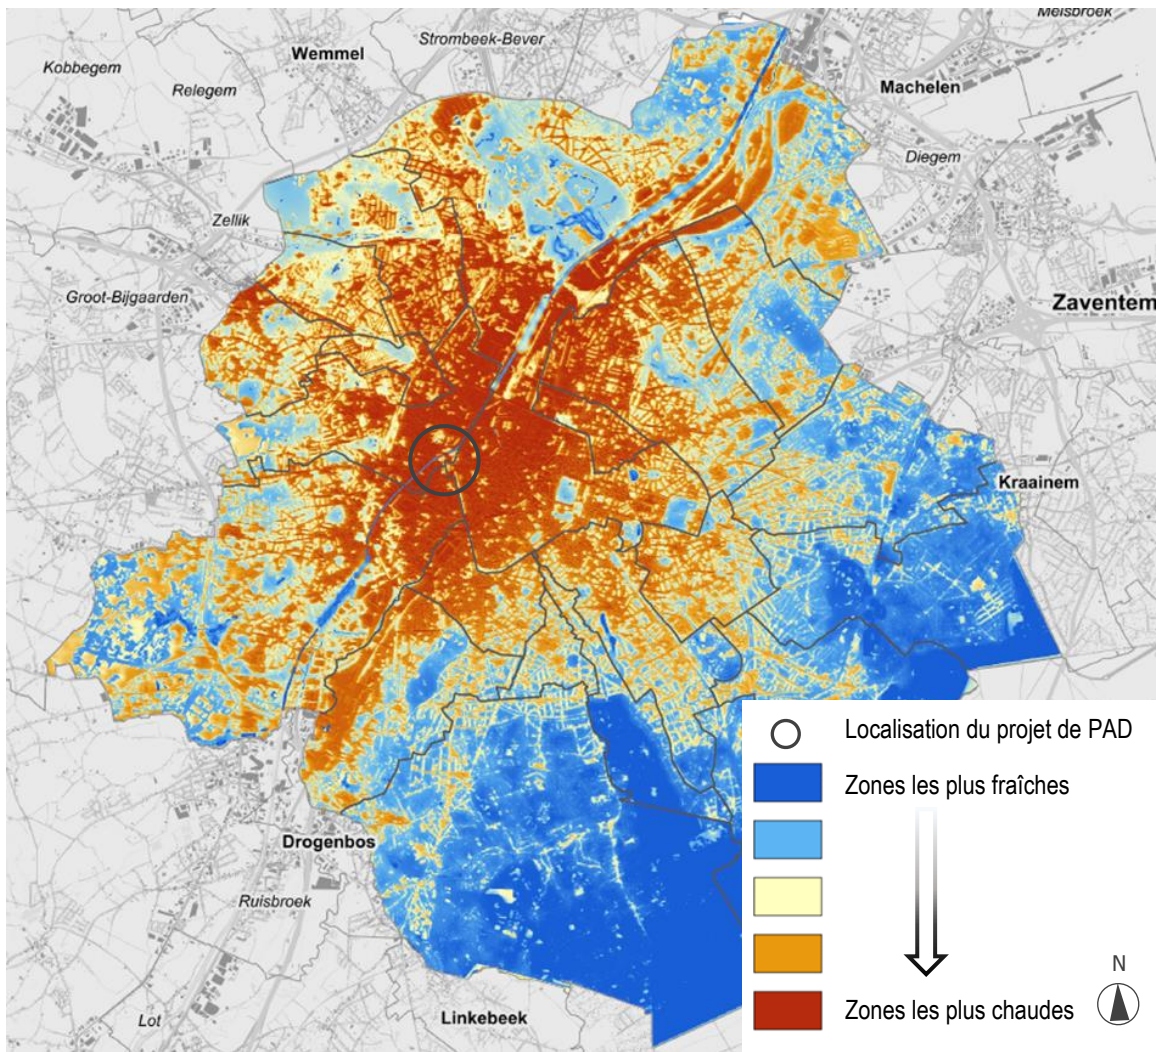 Melsbroek
Strombeek-Bever
Wemmel
Kobbegem
Relegem
Machelen
Diegem
Zellik
Groot-Bijgaarden
Zaventem
Kraainem
Drogenbos
Ruisbroek
Lot
Linkebeek
Localisation du projet de PAD
Zones les plus fraîches
Zones les plus chaudes
N